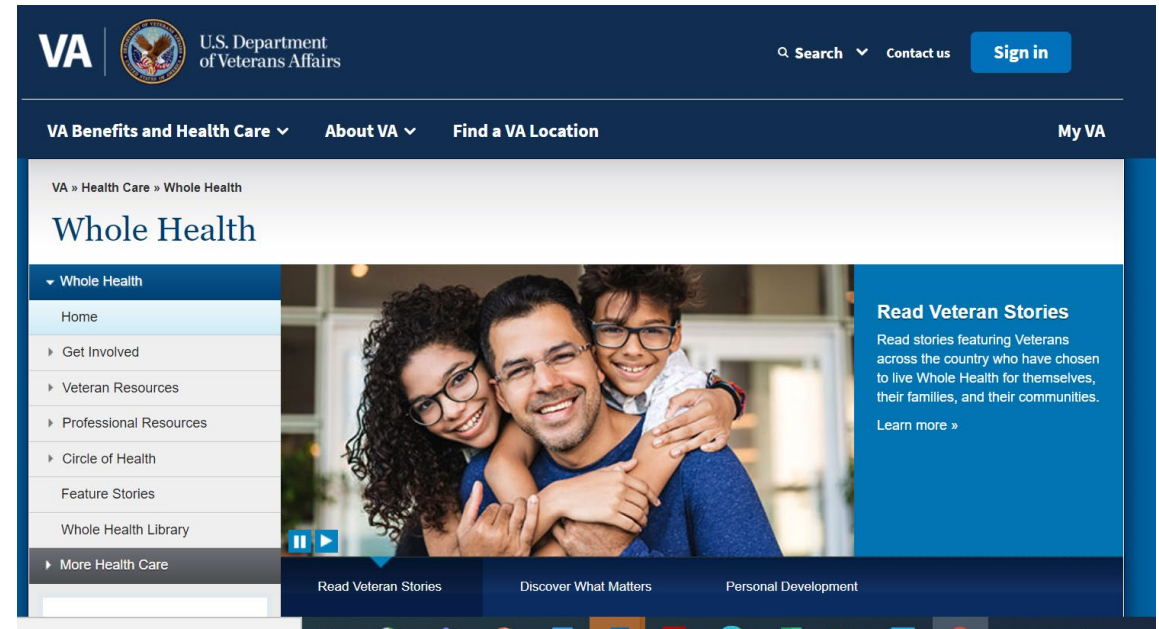 VA
U.S. Department
of Veterans Affairs
Search
Contact us
Sign in
VA Benefits and Health Care
About VA
Find a VA Location
My VA
VA » Health Care » Whole Health
Whole Health
Whole Health
Home
Get Involved
Veteran Resources
Professional Resources
Circle of Health
Feature Stories
Whole Health Library
More Health Care
Read Veteran Stories
Read stories featuring Veterans
across the country who have chosen
to live Whole Health for themselves,
their families, and their communities.
Learn more »
Read Veteran Stories
Discover What Matters
Personal Development